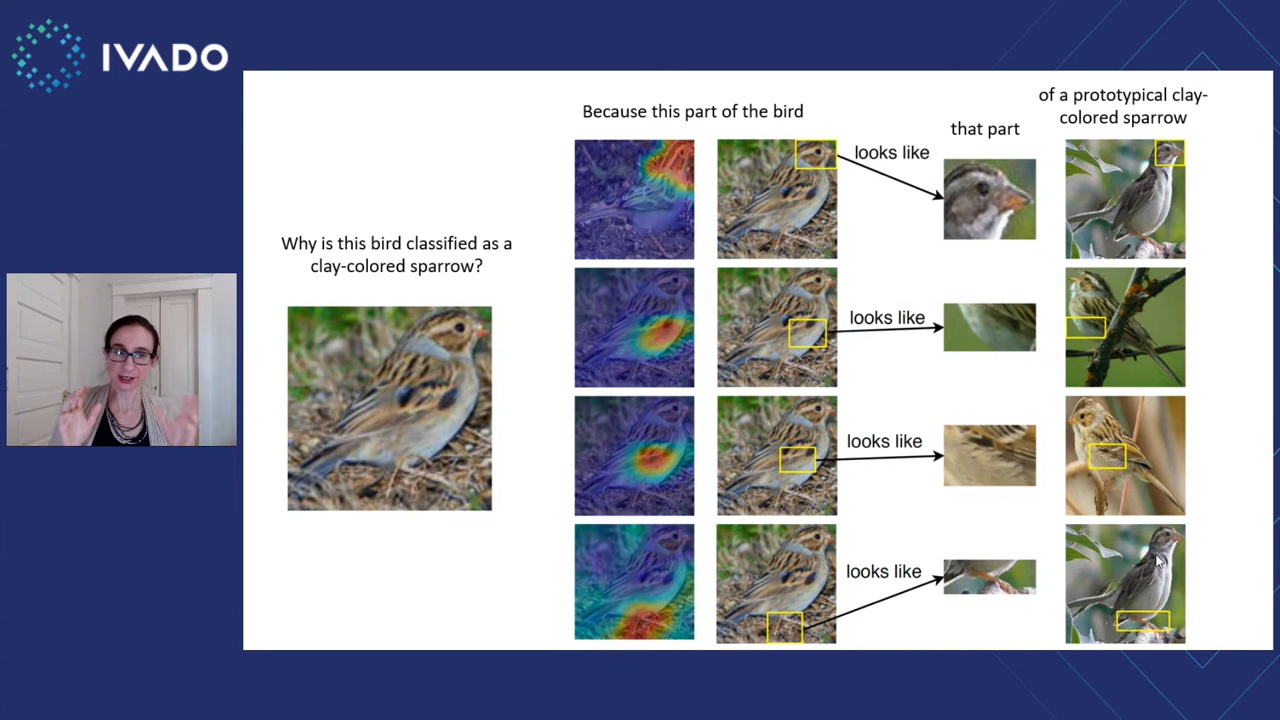 IVADO
Why is this bird classified as a
clay-colored sparrow?
Because this part of the bird
that part
of a prototypical clay-
colored sparrow
looks like
looks like
looks like
looks like